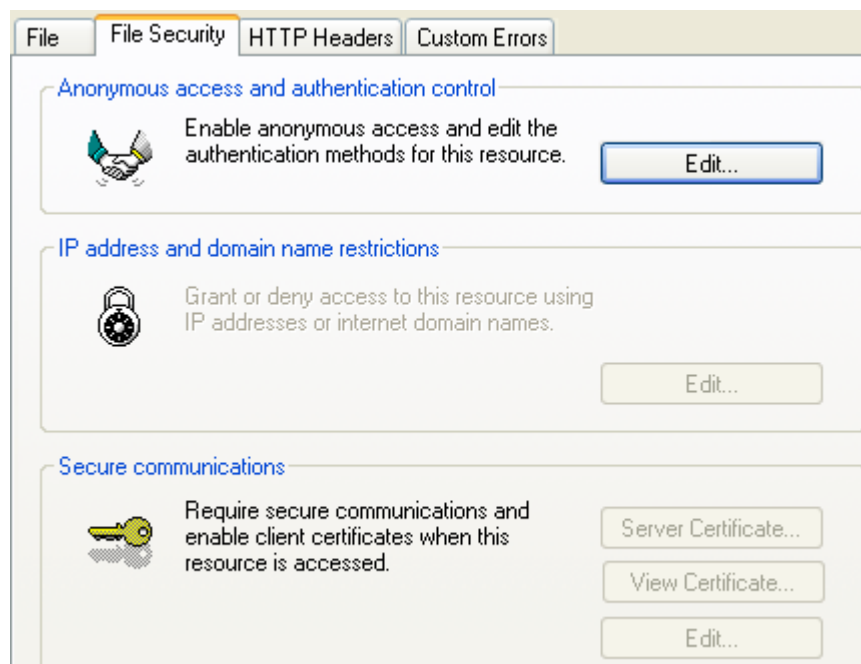 File File Security HTTP Headers Custom Errors
Anonymous access and authentication control
Enable anonymous access and edit the
authentication methods for this resource.
Edit...
IP address and domain name restrictions
Grant or deny access to this resource using
IP addresses or internet domain names.
Edit...
Secure communications
Require secure communications and
enable client certificates when this
resource is accessed.
Server Certificate...
View Certificate...
Edit...